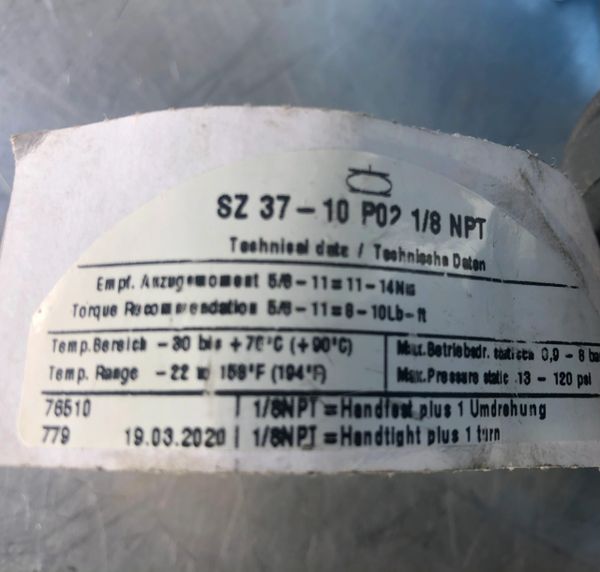 SZ 37-10 P02 1/8 NPT
Technical data / Technische Daten
Empf. Anzugsmoment 5/8-11=11-14Nm
Torque Recommendation 5/8-11=8-10Lb-ft
Temp.Bereich -30 bis +70°C (+90°C)
Max.Betriebsdr. statisch 0,9 - 8 ba
Temp. Range -22 to 158°F (194°F)
Max.Pressure static 13 - 120 psi
76510 1/8NPT=Handfest plus 1 Umdrehung
779 19.03.2020 1/8NPT=Handtight plus 1 turn